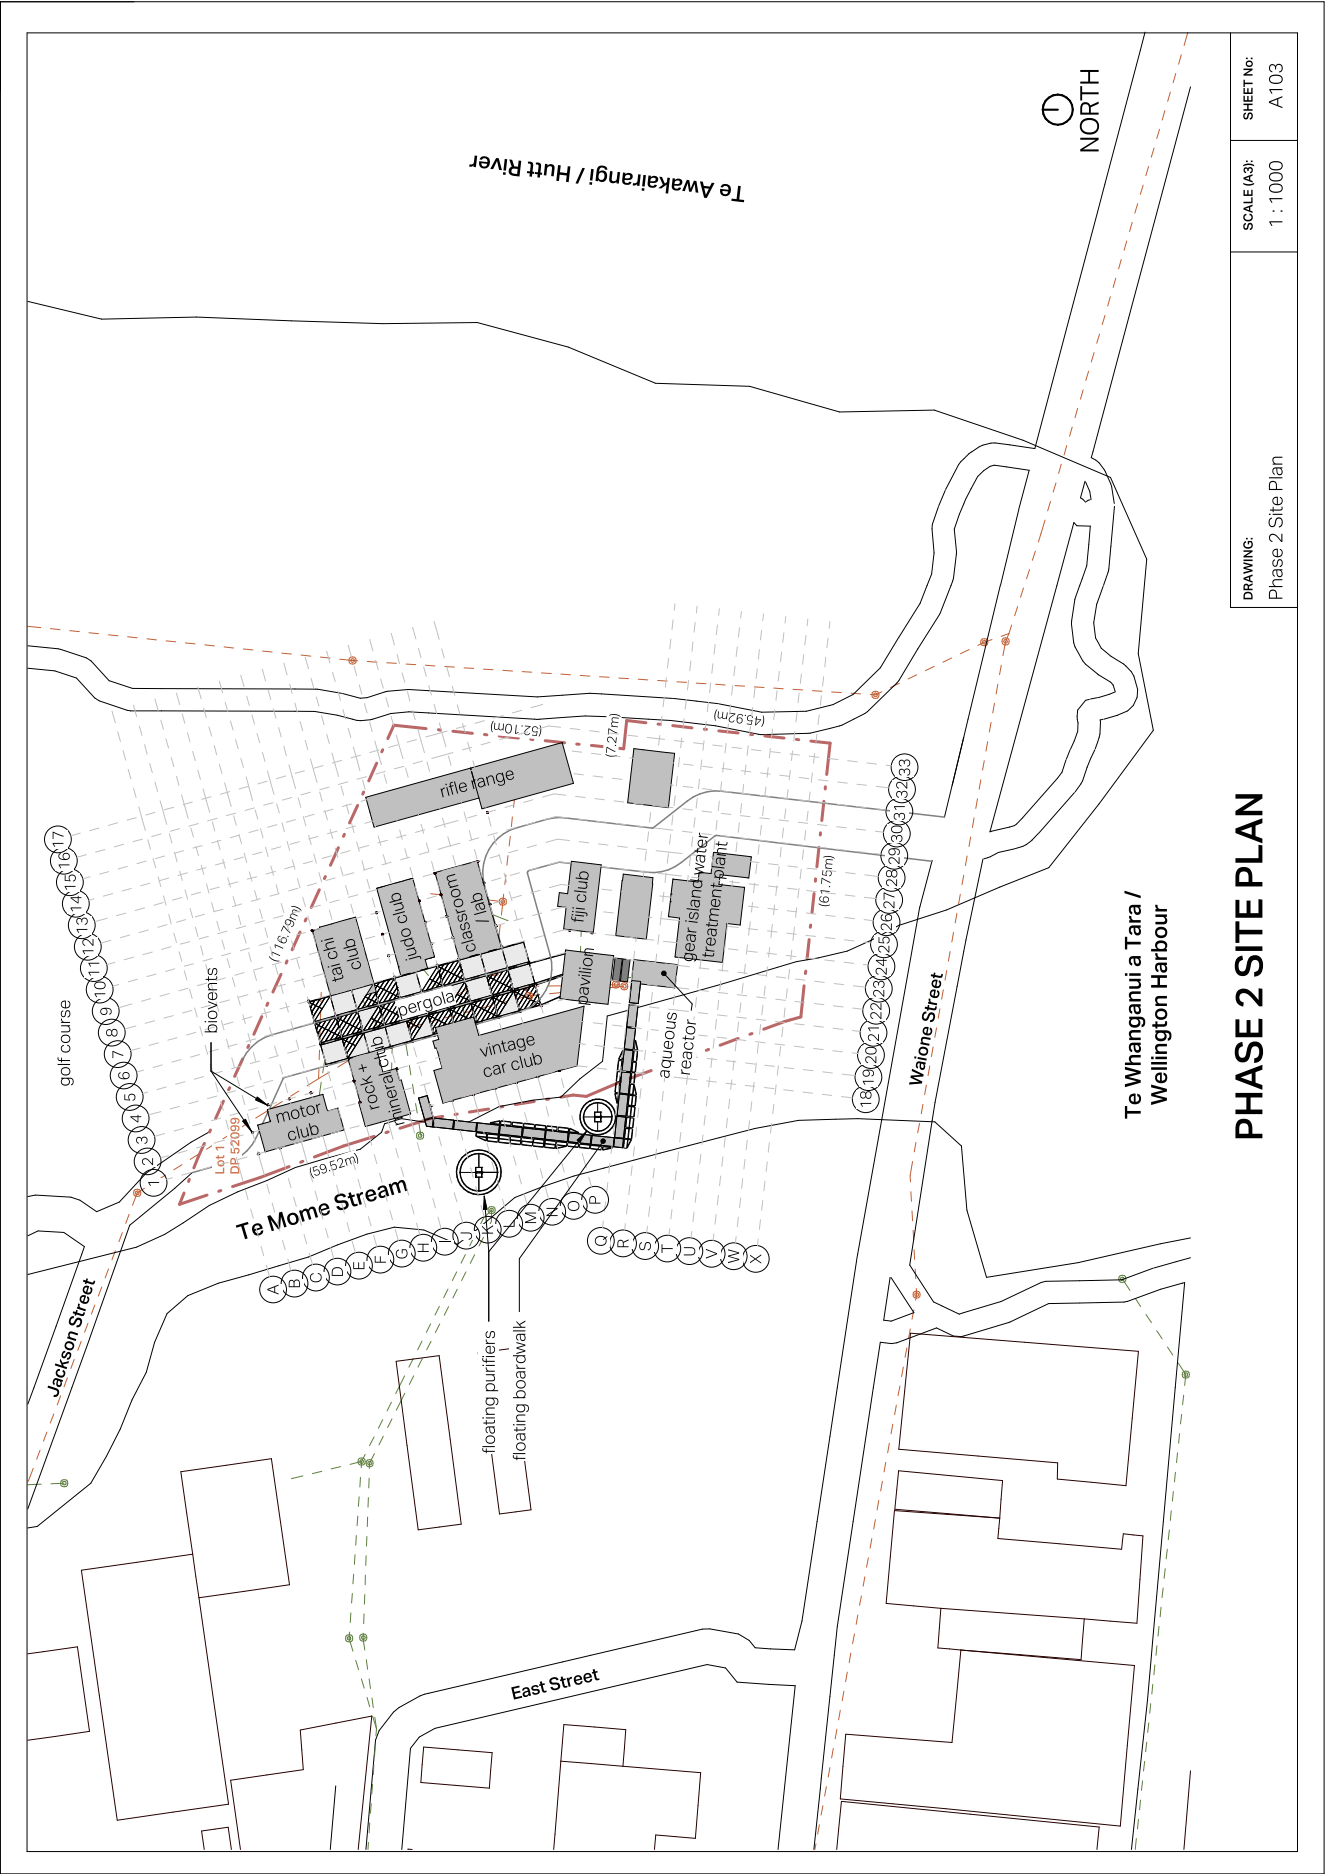 Te Awakairangi / Hutt River
NORTH
golf course
biovents
1
2
3
4
5
6
7
8
9
10
11
12
13
14
15
16
17
(116.79m)
(52.10m)
(7.27m)
(45.92m)
(61.75m)
(59.52m)
Lot 1
DP 52099
rifle range
tai chi
club
judo club
classroom
/ lab
pergola
motor
club
rock +
mineral club
vintage
car club
fiji club
pavilion
gear island water
treatment plant
aqueous
reactor
18
19
20
21
22
23
24
25
26
27
28
29
30
31
32
33
A
B
C
D
E
F
G
H
I
J
K
L
M
N
O
P
Q
R
S
T
U
V
W
X
Te Mome Stream
Jackson Street
floating purifiers
floating boardwalk
Waione Street
East Street
Te Whanganui a Tara /
Wellington Harbour
PHASE 2 SITE PLAN
DRAWING:
Phase 2 Site Plan
SCALE (A3):
1 : 1000
SHEET No:
A103